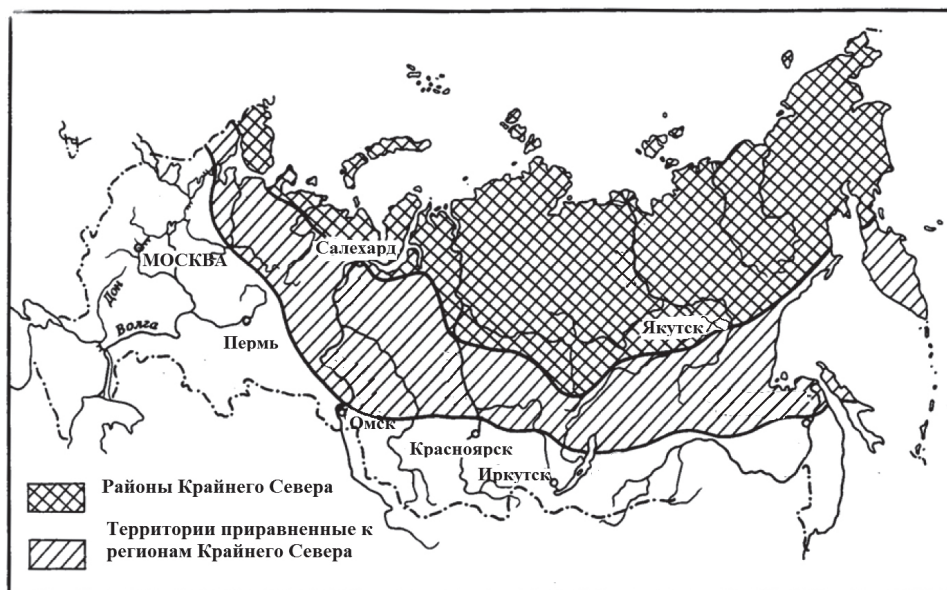 Салехард
МОСКВА
Дон
Волга
Якутск
Пермь
Омск
Красноярск
Иркутск
Районы Крайнего Севера
Территории приравненные к
регионам Крайнего Севера